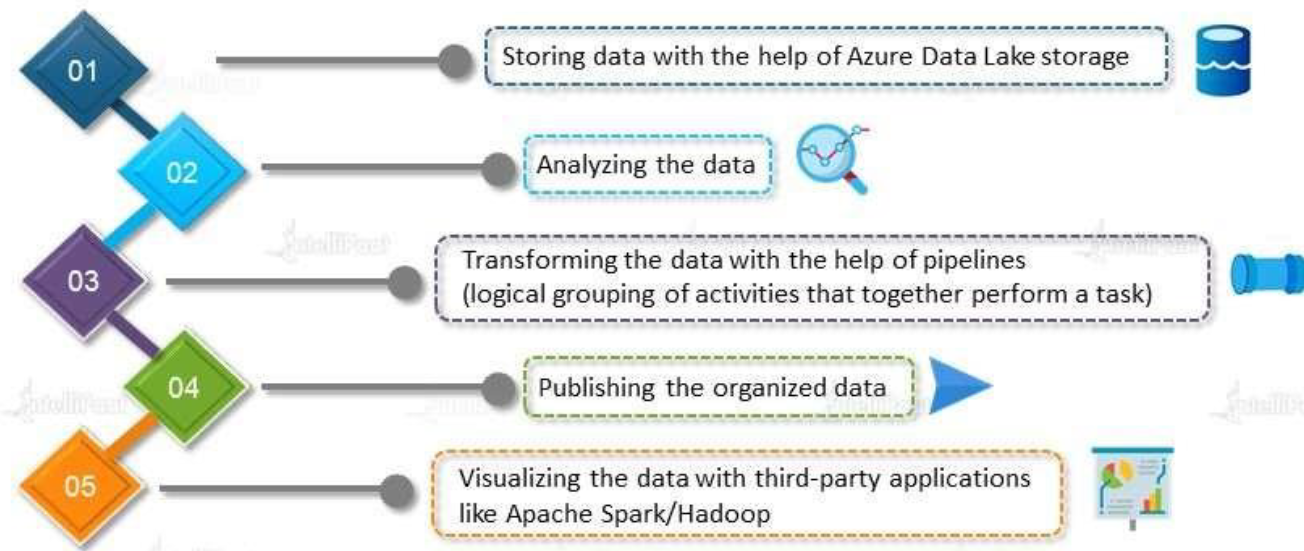 01
Storing data with the help of Azure Data Lake storage
02
Analyzing the data
03
Transforming the data with the help of pipelines
(logical grouping of activities that together perform a task)
04
Publishing the organized data
05
Visualizing the data with third-party applications
like Apache Spark/Hadoop